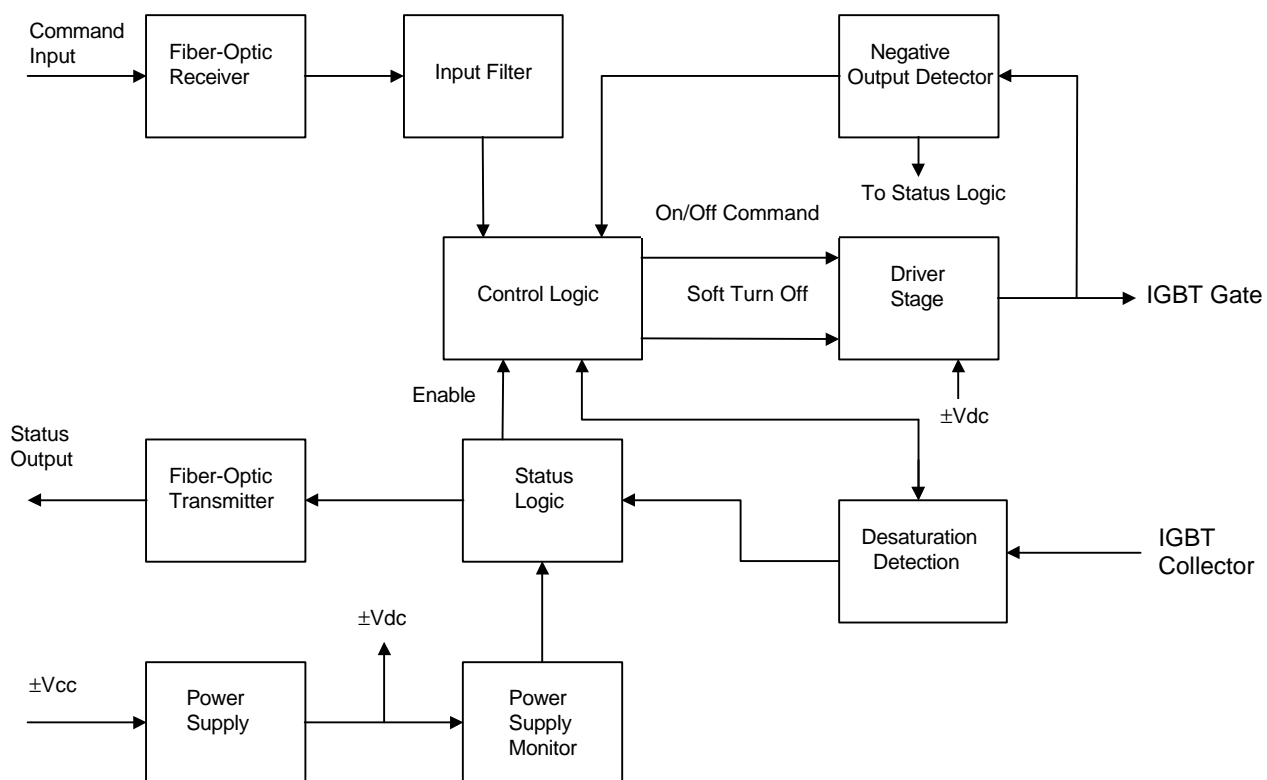 Command
Input
Fiber-Optic
Receiver
Input Filter
Negative
Output Detector
To Status Logic
On/Off Command
Control Logic
Soft Turn Off
Driver
Stage
IGBT Gate
Enable
±Vdc
Status
Output
Fiber-Optic
Transmitter
Status
Logic
Desaturation
Detection
IGBT
Collector
±Vdc
±Vcc
Power
Supply
Power
Supply
Monitor